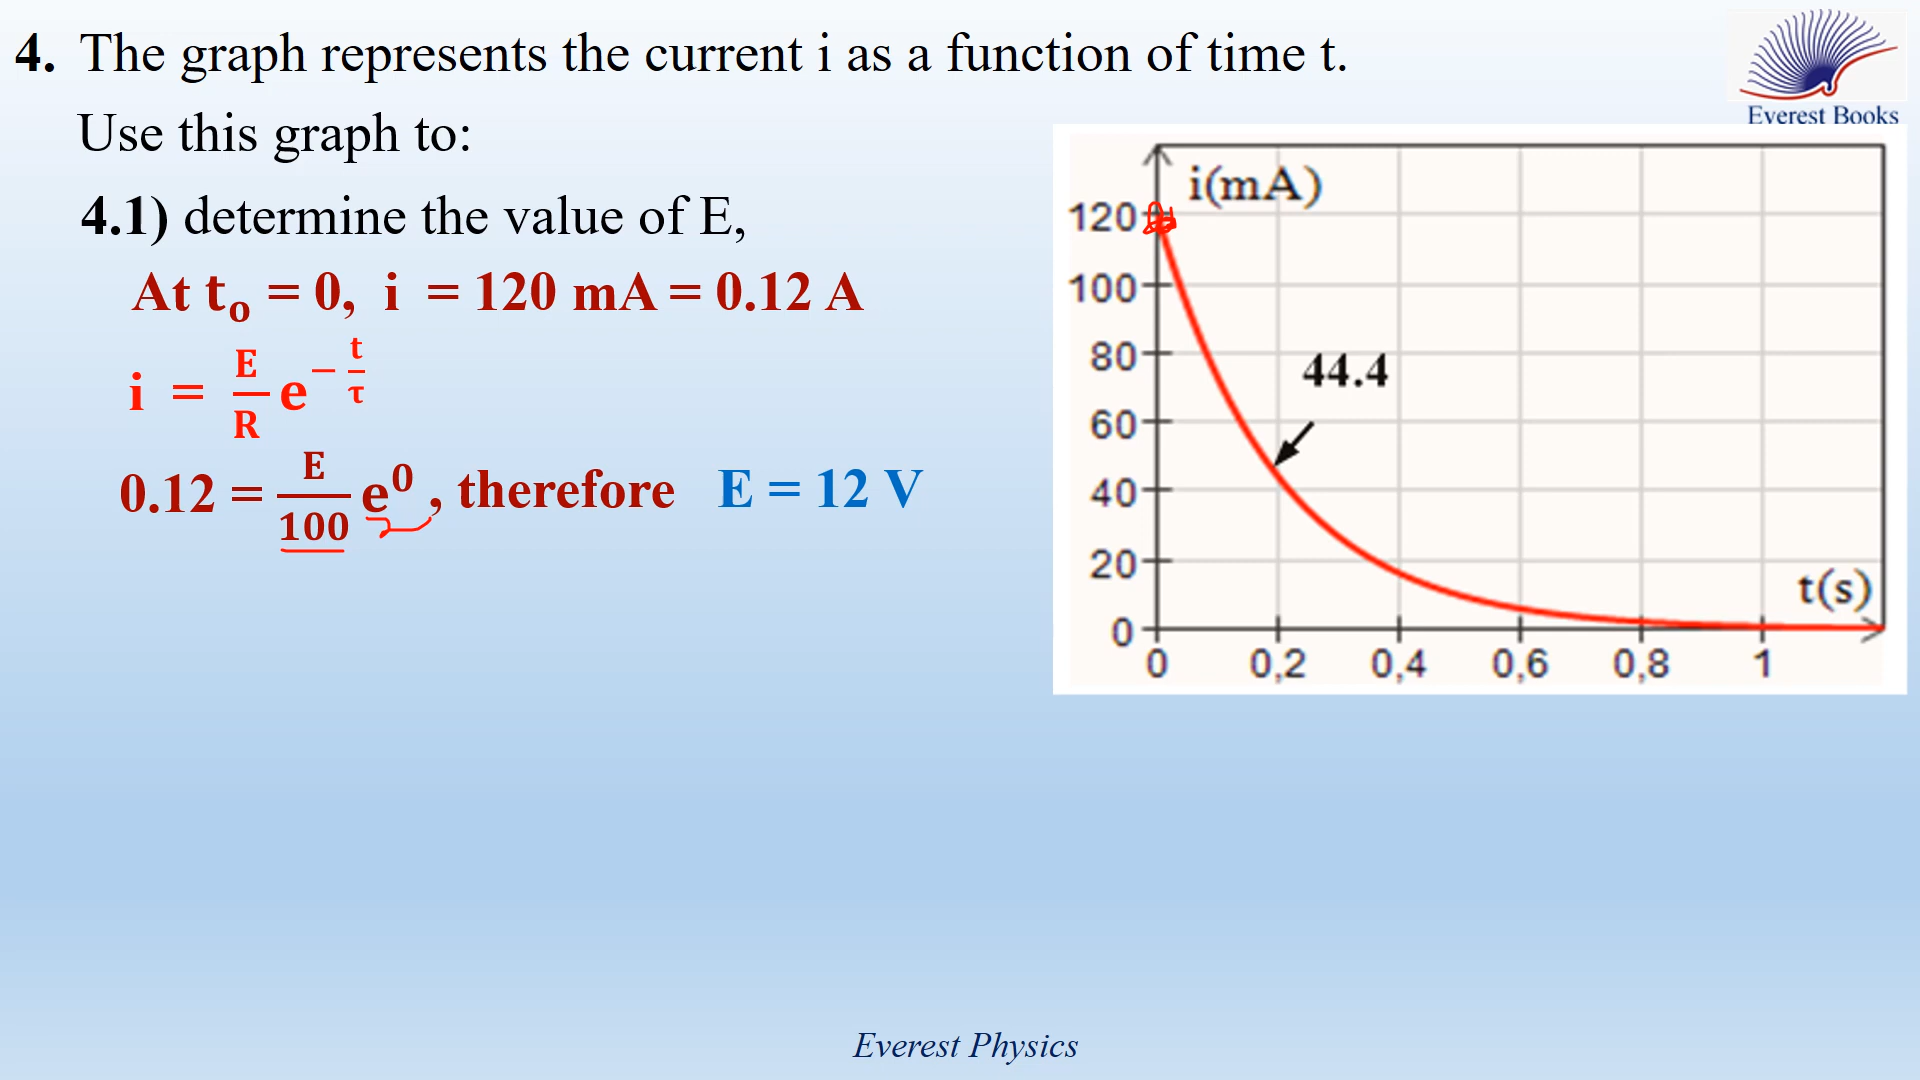 4. The graph represents the current i as a function of time t.
Everest Books
Use this graph to:
4.1) determine the value of E,
At t₀ = 0, i = 120 mA = 0.12 A
i = E/R e^(− t/τ)
0.12 = E/100 e⁰ , therefore E = 12 V
i(mA)
120
100
80
60
40
20
0
44.4
t(s)
0 0,2 0,4 0,6 0,8 1
Everest Physics